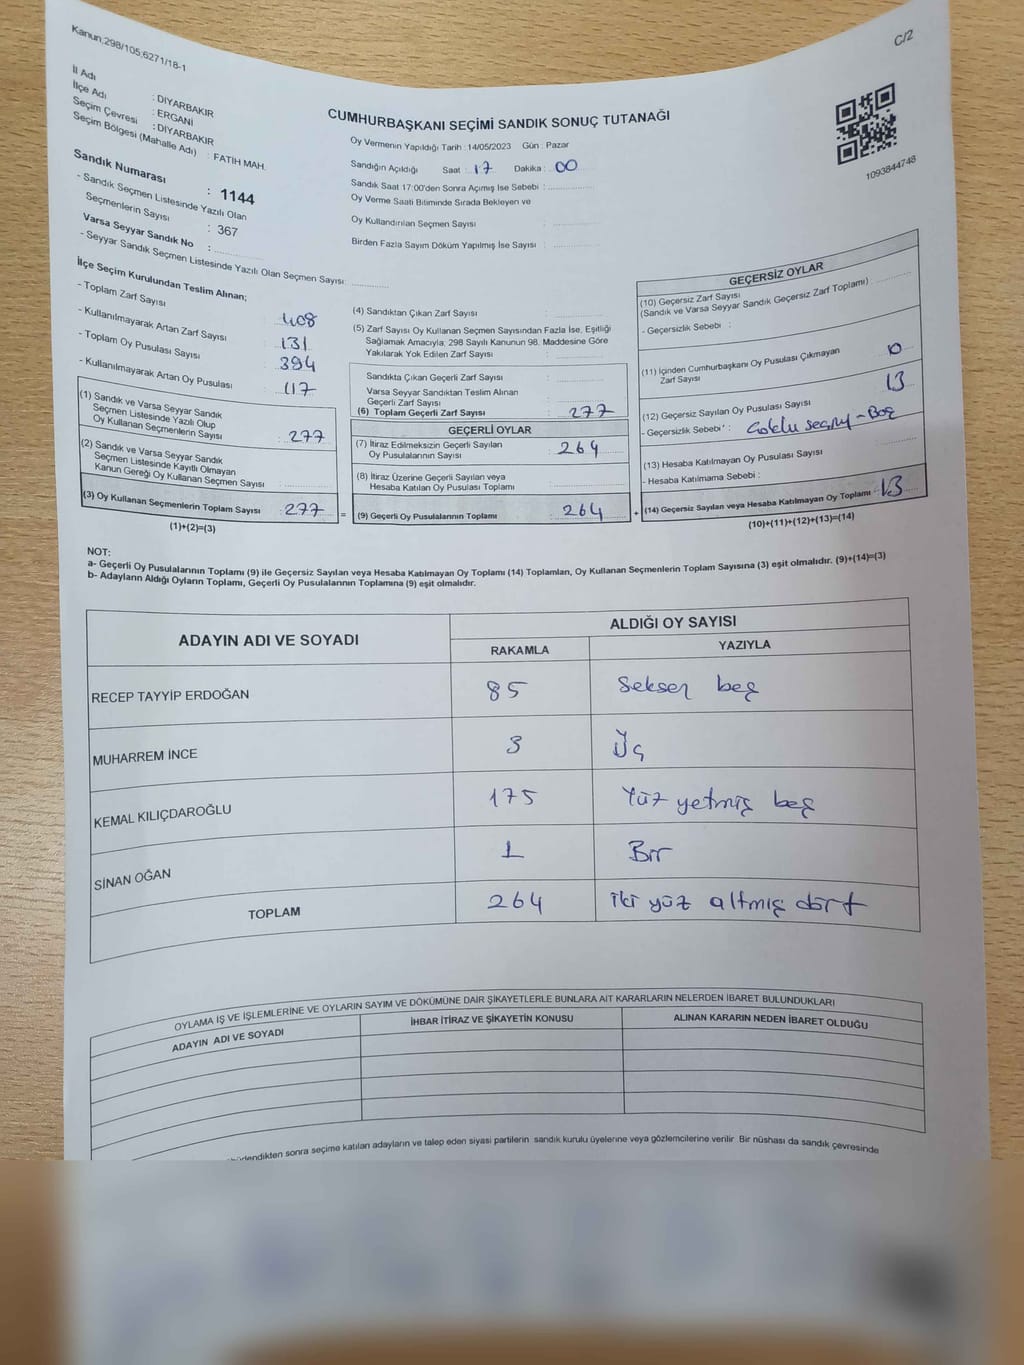 Kanun;298/105,6271/18-1
C/2
İl Adı : DİYARBAKIR
İlçe Adı : ERGANİ
Seçim Çevresi : DİYARBAKIR
Seçim Bölgesi (Mahalle Adı) : FATİH MAH.
Sandık Numarası : 1144
- Sandık Seçmen Listesinde Yazılı Olan
Seçmenlerin Sayısı : 367
Varsa Seyyar Sandık No :
- Seyyar Sandık Seçmen Listesinde Yazılı Olan Seçmen Sayısı:
CUMHURBAŞKANI SEÇİMİ SANDIK SONUÇ TUTANAĞI
Oy Vermenin Yapıldığı Tarih : 14/05/2023 Gün : Pazar
Sandığın Açıldığı Saat : 17 Dakika : 00
Sandık Saat 17:00'den Sonra Açımış İse Sebebi :
Oy Verme Saati Bitiminde Sırada Bekleyen ve
Oy Kullandırılan Seçmen Sayısı :
Birden Fazla Sayım Döküm Yapılmış İse Sayısı :
1093844748
İlçe Seçim Kurulundan Teslim Alınan;
- Toplam Zarf Sayısı : 408
- Kullanılmayarak Artan Zarf Sayısı : 131
- Toplam Oy Pusulası Sayısı : 394
- Kullanılmayarak Artan Oy Pusulası : 117
(1) Sandık ve Varsa Seyyar Sandık
Seçmen Listesinde Yazılı Olup
Oy Kullanan Seçmenlerin Sayısı : 277
(2) Sandık ve Varsa Seyyar Sandık
Seçmen Listesinde Kayıtlı Olmayan
Kanun Gereği Oy Kullanan Seçmen Sayısı :
(3) Oy Kullanan Seçmenlerin Toplam Sayısı : 277 =
(1)+(2)=(3)
(4) Sandıktan Çıkan Zarf Sayısı :
(5) Zarf Sayısı Oy Kullanan Seçmen Sayısından Fazla İse, Eşitliği
Sağlamak Amacıyla; 298 Sayılı Kanunun 98. Maddesine Göre
Yakılarak Yok Edilen Zarf Sayısı :
Sandıkta Çıkan Geçerli Zarf Sayısı :
Varsa Seyyar Sandıktan Teslim Alınan
Geçerli Zarf Sayısı :
(6) Toplam Geçerli Zarf Sayısı : 277
GEÇERLİ OYLAR
(7) İtiraz Edilmeksizin Geçerli Sayılan
Oy Pusulalarının Sayısı : 264
(8) İtiraz Üzerine Geçerli Sayılan veya
Hesaba Katılan Oy Pusulası Toplamı :
(9) Geçerli Oy Pusulalarının Toplamı : 264 +
GEÇERSİZ OYLAR
(10) Geçersiz Zarf Sayısı
(Sandık ve Varsa Seyyar Sandık Geçersiz Zarf Toplamı) :
- Geçersizlik Sebebi :
(11) İçinden Cumhurbaşkanı Oy Pusulası Çıkmayan
Zarf Sayısı : 0
(12) Geçersiz Sayılan Oy Pusulası Sayısı : 13
- Geçersizlik Sebebi : - Boş
(13) Hesaba Katılmayan Oy Pusulası Sayısı :
- Hesaba Katılmama Sebebi :
(14) Geçersiz Sayılan veya Hesaba Katılmayan Oy Toplamı : 13
(10)+(11)+(12)+(13)=(14)
NOT:
a- Geçerli Oy Pusulalarının Toplamı (9) ile Geçersiz Sayılan veya Hesaba Katılmayan Oy Toplamı (14) Toplamları, Oy Kullanan Seçmenlerin Toplam Sayısına (3) eşit olmalıdır. (9)+(14)=(3)
b- Adayların Aldığı Oyların Toplamı, Geçerli Oy Pusulalarının Toplamına (9) eşit olmalıdır.
ADAYIN ADI VE SOYADI
ALDIĞI OY SAYISI
RAKAMLA YAZIYLA
RECEP TAYYİP ERDOĞAN 85 Seksen beş
MUHARREM İNCE 3 Üç
KEMAL KILIÇDAROĞLU 175 Yüz yetmiş beş
SİNAN OĞAN 1 Bir
TOPLAM 264 iki yüz altmış dört
OYLAMA İŞ VE İŞLEMLERİNE VE OYLARIN SAYIM VE DÖKÜMÜNE DAİR ŞİKAYETLERLE BUNLARA AİT KARARLARIN NELERDEN İBARET BULUNDUKLARI
ADAYIN ADI VE SOYADI İHBAR İTİRAZ VE ŞİKAYETİN KONUSU ALINAN KARARIN NEDEN İBARET OLDUĞU
sonra seçime katılan adayların ve talep eden siyasi partilerin sandık kurulu üyelerine veya gözlemcilerine verilir Bir nüshası da sandık çevresinde